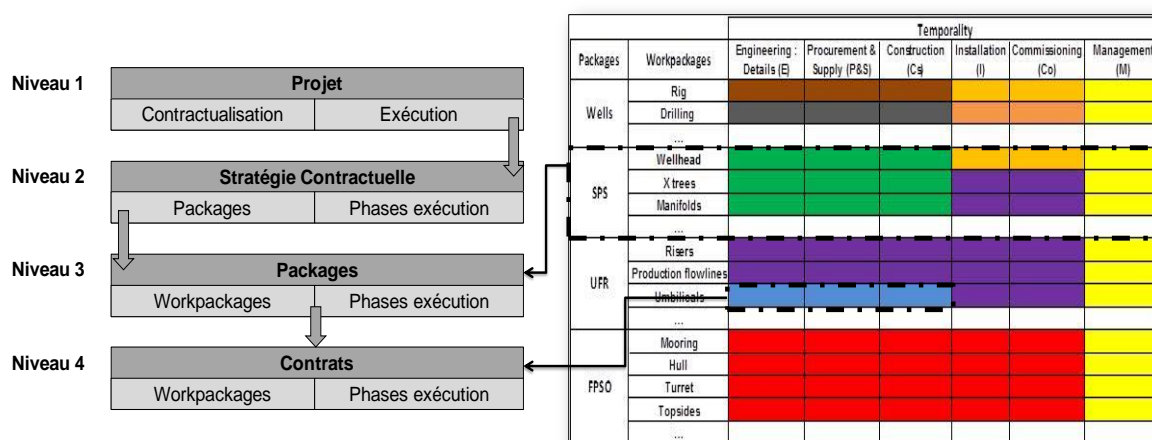 Niveau 1
Projet
Contractualisation Exécution
Niveau 2
Stratégie Contractuelle
Packages Phases exécution
Niveau 3
Packages
Workpackages Phases exécution
Niveau 4
Contrats
Workpackages Phases exécution
Temporality
Packages Workpackages Engineering : Details (E) Procurement & Supply (P&S) Construction (Cs) Installation (I) Commissioning (Co) Management (M)
Wells
Rig
Drilling
...
SPS
Wellhead
X trees
Manifolds
...
UFR
Risers
Production flowlines
Umbilicals
...
FPSO
Mooring
Hull
Turret
Topsides
...